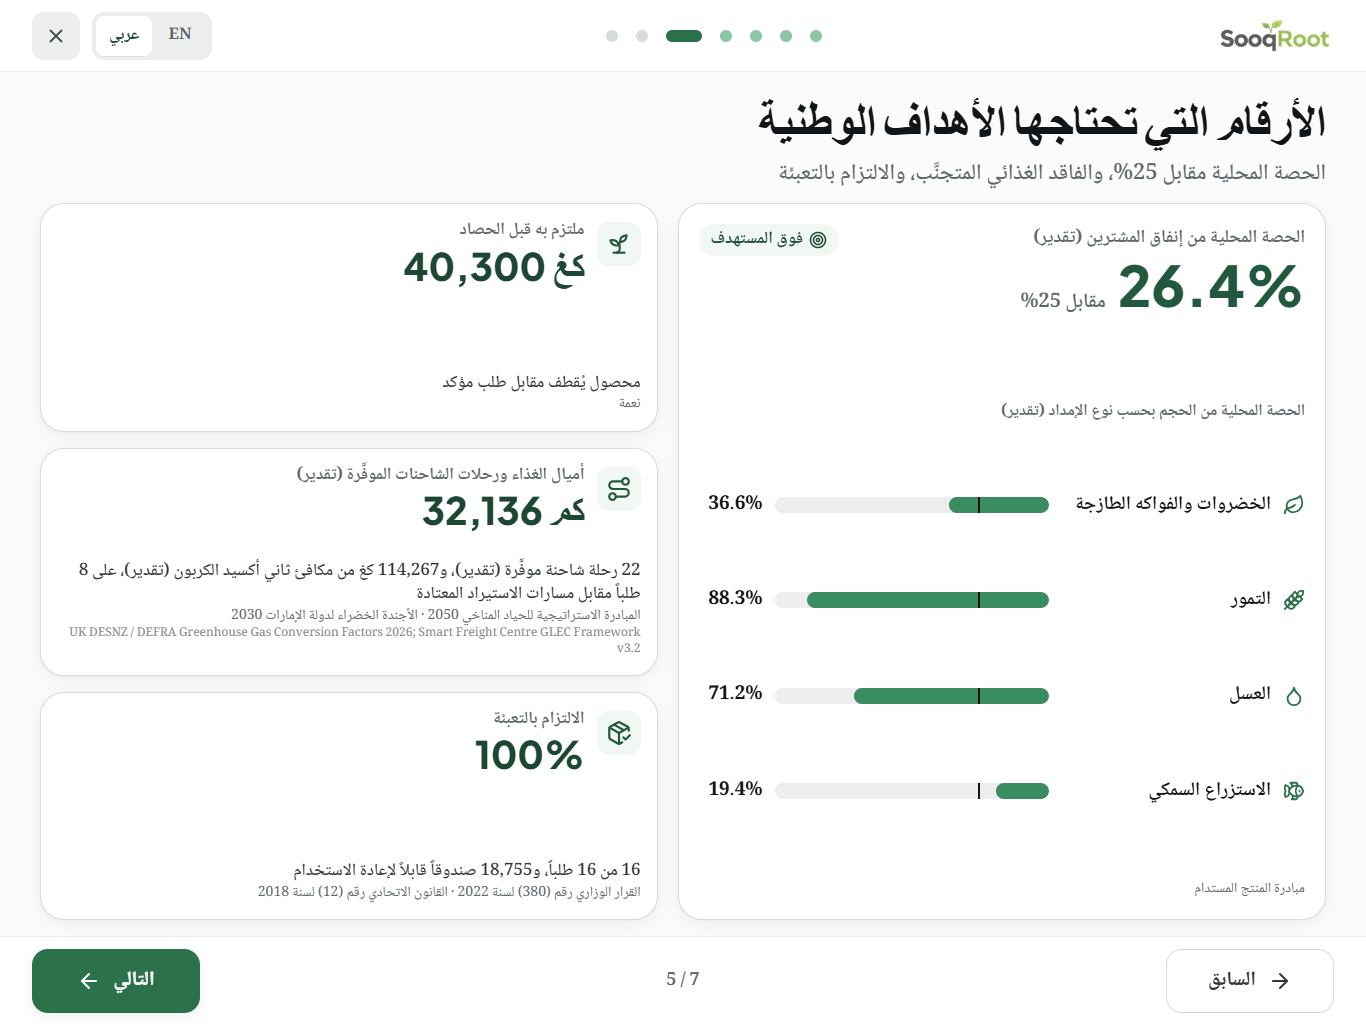 SooqRoot
عربي
EN
الأرقام التي تحتاجها الأهداف الوطنية
الحصة المحلية مقابل 25%، والفاقد الغذائي المتجنَّب، والالتزام بالتعبئة
الحصة المحلية من إنفاق المشترين (تقدير)
فوق المستهدف
26.4% مقابل 25%
الحصة المحلية من الحجم بحسب نوع الإمداد (تقدير)
الخضروات والفواكه الطازجة 36.6%
التمور 88.3%
العسل 71.2%
الاستزراع السمكي 19.4%
مبادرة المنتج المستدام
ملتزم به قبل الحصاد
40,300 كغ
محصول يُقطف مقابل طلب مؤكد
نعمة
أميال الغذاء ورحلات الشاحنات الموفَّرة (تقدير)
32,136 كم
22 رحلة شاحنة موفَّرة (تقدير)، و114,267 كغ من مكافئ ثاني أكسيد الكربون (تقدير)، على 8
طلباً مقابل مسارات الاستيراد المعتادة
المبادرة الاستراتيجية للحياد المناخي 2050 · الأجندة الخضراء لدولة الإمارات 2030
UK DESNZ / DEFRA Greenhouse Gas Conversion Factors 2026; Smart Freight Centre GLEC Framework
v3.2
الالتزام بالتعبئة
100%
16 من 16 طلباً، و18,755 صندوقاً قابلاً لإعادة الاستخدام
القرار الوزاري رقم (380) لسنة 2022 · القانون الاتحادي رقم (12) لسنة 2018
السابق
5 / 7
التالي